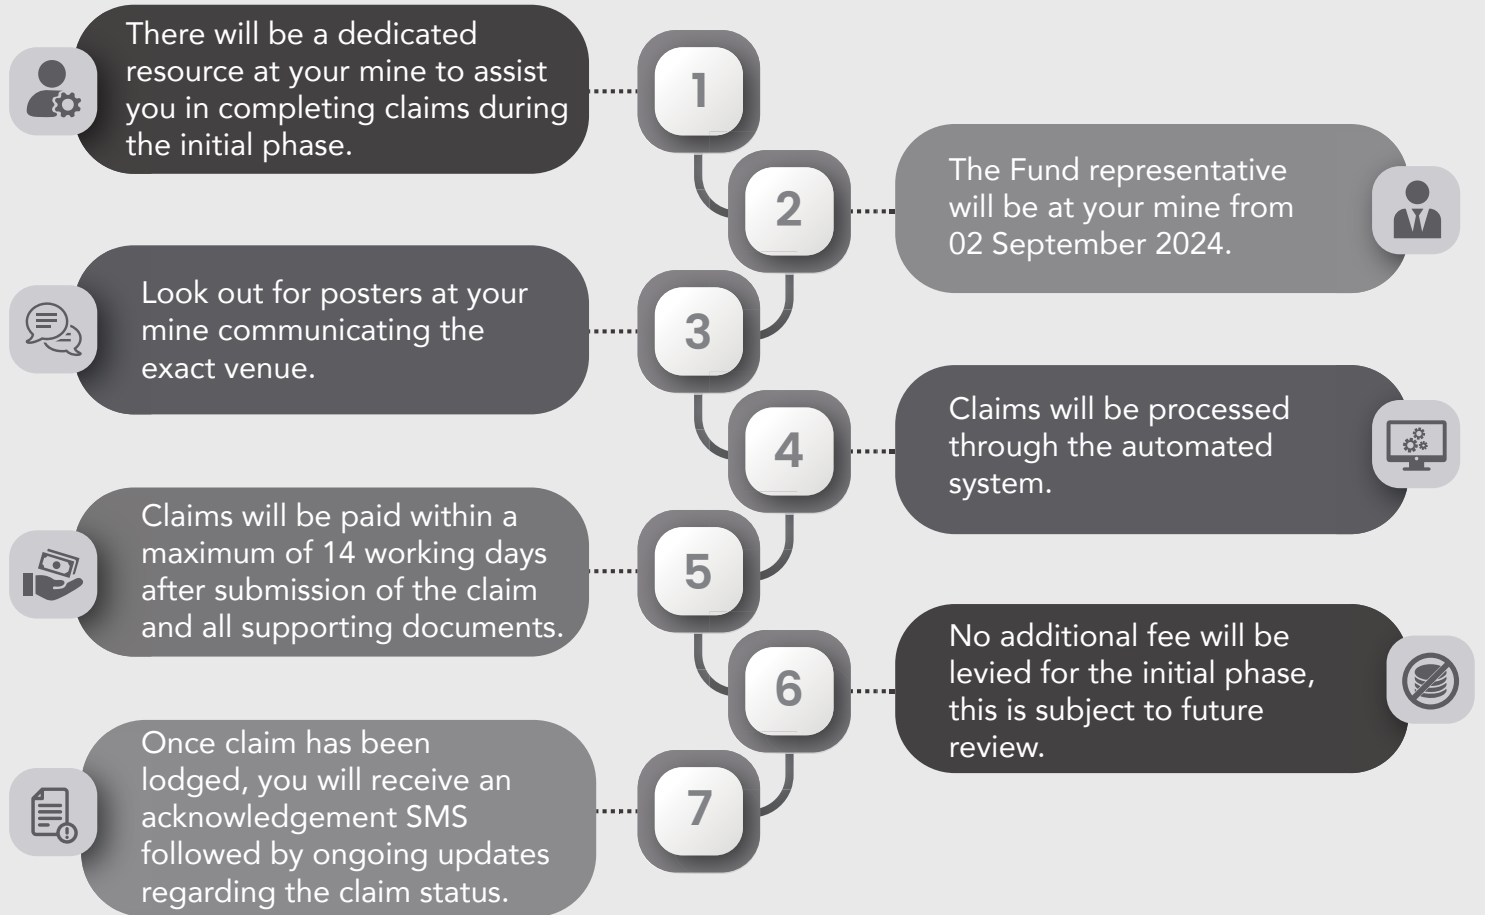 There will be a dedicated
resource at your mine to assist
you in completing claims during
the initial phase.
1
2
The Fund representative
will be at your mine from
02 September 2024.
Look out for posters at your
mine communicating the
exact venue.
3
4
Claims will be processed
through the automated
system.
Claims will be paid within a
maximum of 14 working days
after submission of the claim
and all supporting documents.
5
6
No additional fee will be
levied for the initial phase,
this is subject to future
review.
Once claim has been
lodged, you will receive an
acknowledgement SMS
followed by ongoing updates
regarding the claim status.
7